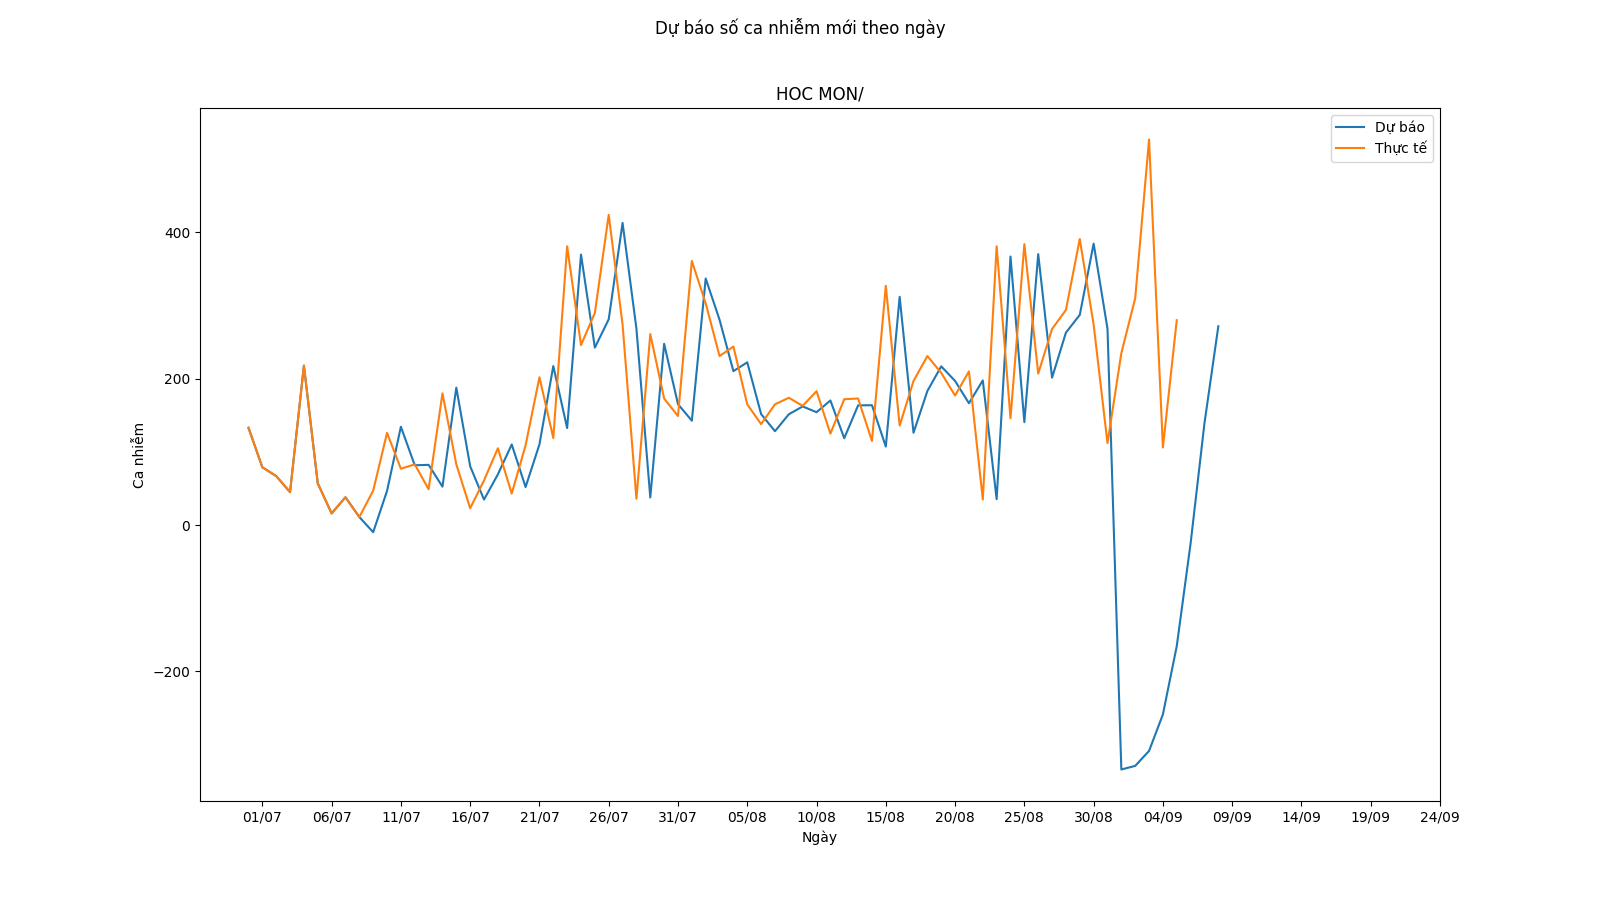 Dự báo số ca nhiễm mới theo ngày
HOC MON/
Dự báo
Thực tế
400
200
0
−200
Ca nhiễm
01/07 06/07 11/07 16/07 21/07 26/07 31/07 05/08 10/08 15/08 20/08 25/08 30/08 04/09 09/09 14/09 19/09 24/09
Ngày